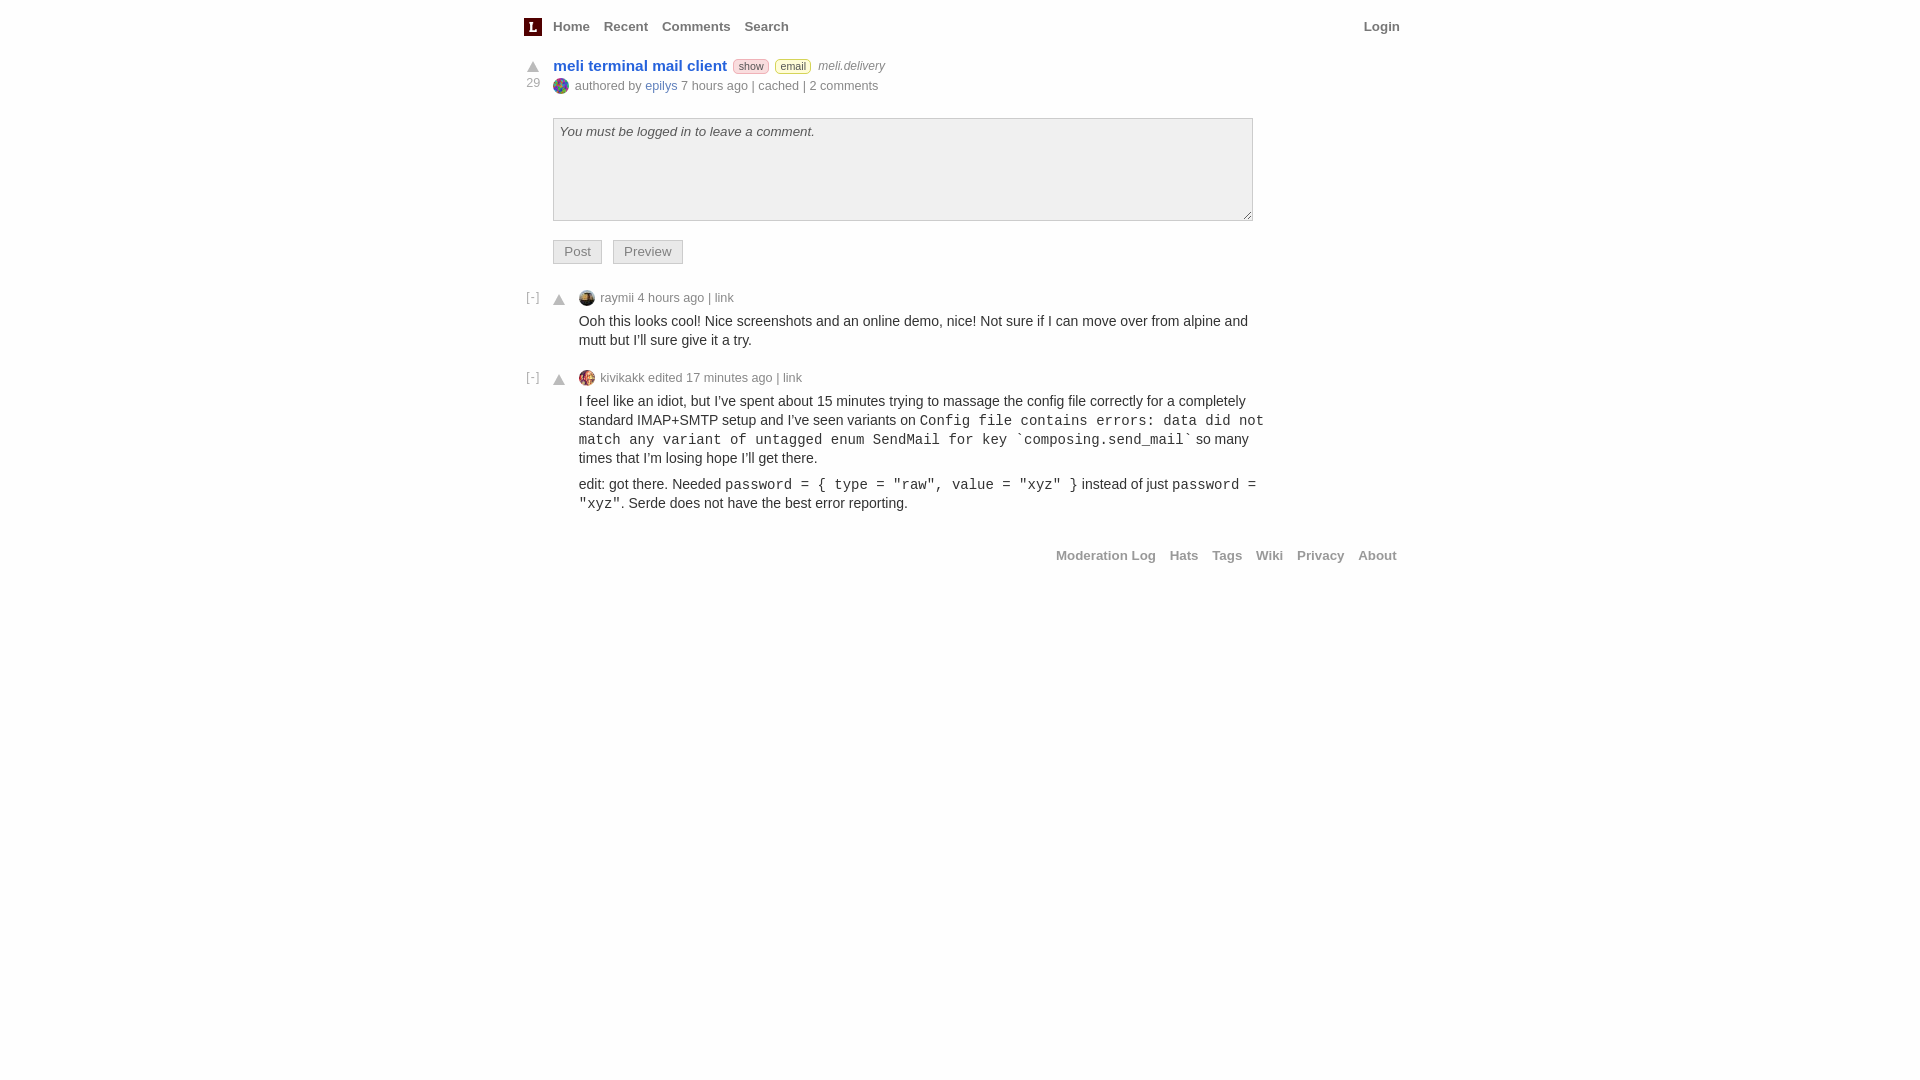 L Home Recent Comments Search Login
meli terminal mail client show email meli.delivery
29
authored by epilys 7 hours ago | cached | 2 comments
You must be logged in to leave a comment.
Post Preview
[-] raymii 4 hours ago | link
Ooh this looks cool! Nice screenshots and an online demo, nice! Not sure if I can move over from alpine and
mutt but I’ll sure give it a try.
[-] kivikakk edited 17 minutes ago | link
I feel like an idiot, but I’ve spent about 15 minutes trying to massage the config file correctly for a completely
standard IMAP+SMTP setup and I’ve seen variants on Config file contains errors: data did not
match any variant of untagged enum SendMail for key `composing.send_mail` so many
times that I’m losing hope I’ll get there.
edit: got there. Needed password = { type = "raw", value = "xyz" } instead of just password =
"xyz". Serde does not have the best error reporting.
Moderation Log Hats Tags Wiki Privacy About